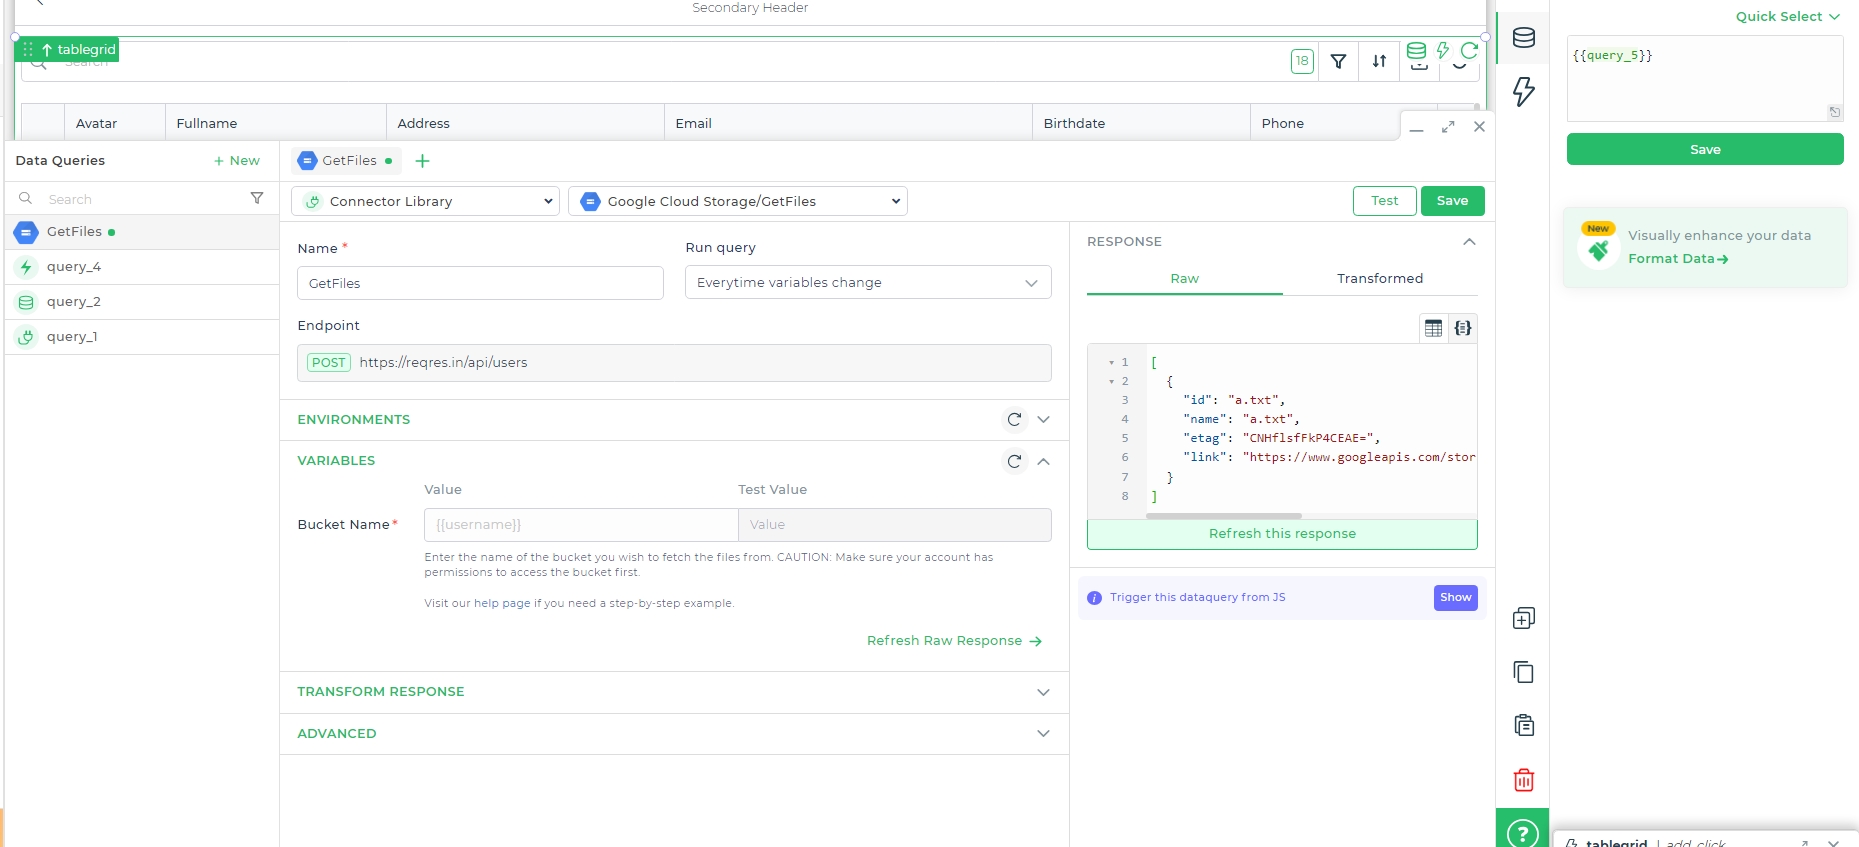 Secondary Header
tablegrid
Search
18
Avatar
Fullname
Address
Email
Birthdate
Phone
Data Queries
+ New
Search
GetFiles
query_4
query_2
query_1
GetFiles
Connector Library
Google Cloud Storage/GetFiles
Test
Save
Name *
Run query
GetFiles
Everytime variables change
Endpoint
POST https://reqres.in/api/users
ENVIRONMENTS
VARIABLES
Value
Test Value
Bucket Name*
{{username}}
Value
Enter the name of the bucket you wish to fetch the files from. CAUTION: Make sure your account has
permissions to access the bucket first.
Visit our help page if you need a step-by-step example.
Refresh Raw Response →
TRANSFORM RESPONSE
ADVANCED
RESPONSE
Raw
Transformed
1 [
2 {
3 "id": "a.txt",
4 "name": "a.txt",
5 "etag": "CNHflsfFkP4CEAE=",
6 "link": "https://www.googleapis.com/stor
7 }
8 ]
Refresh this response
Trigger this dataquery from JS
Show
Quick Select
{{query_5}}
Save
New
Visually enhance your data
Format Data→
?
tablegrid | add_click